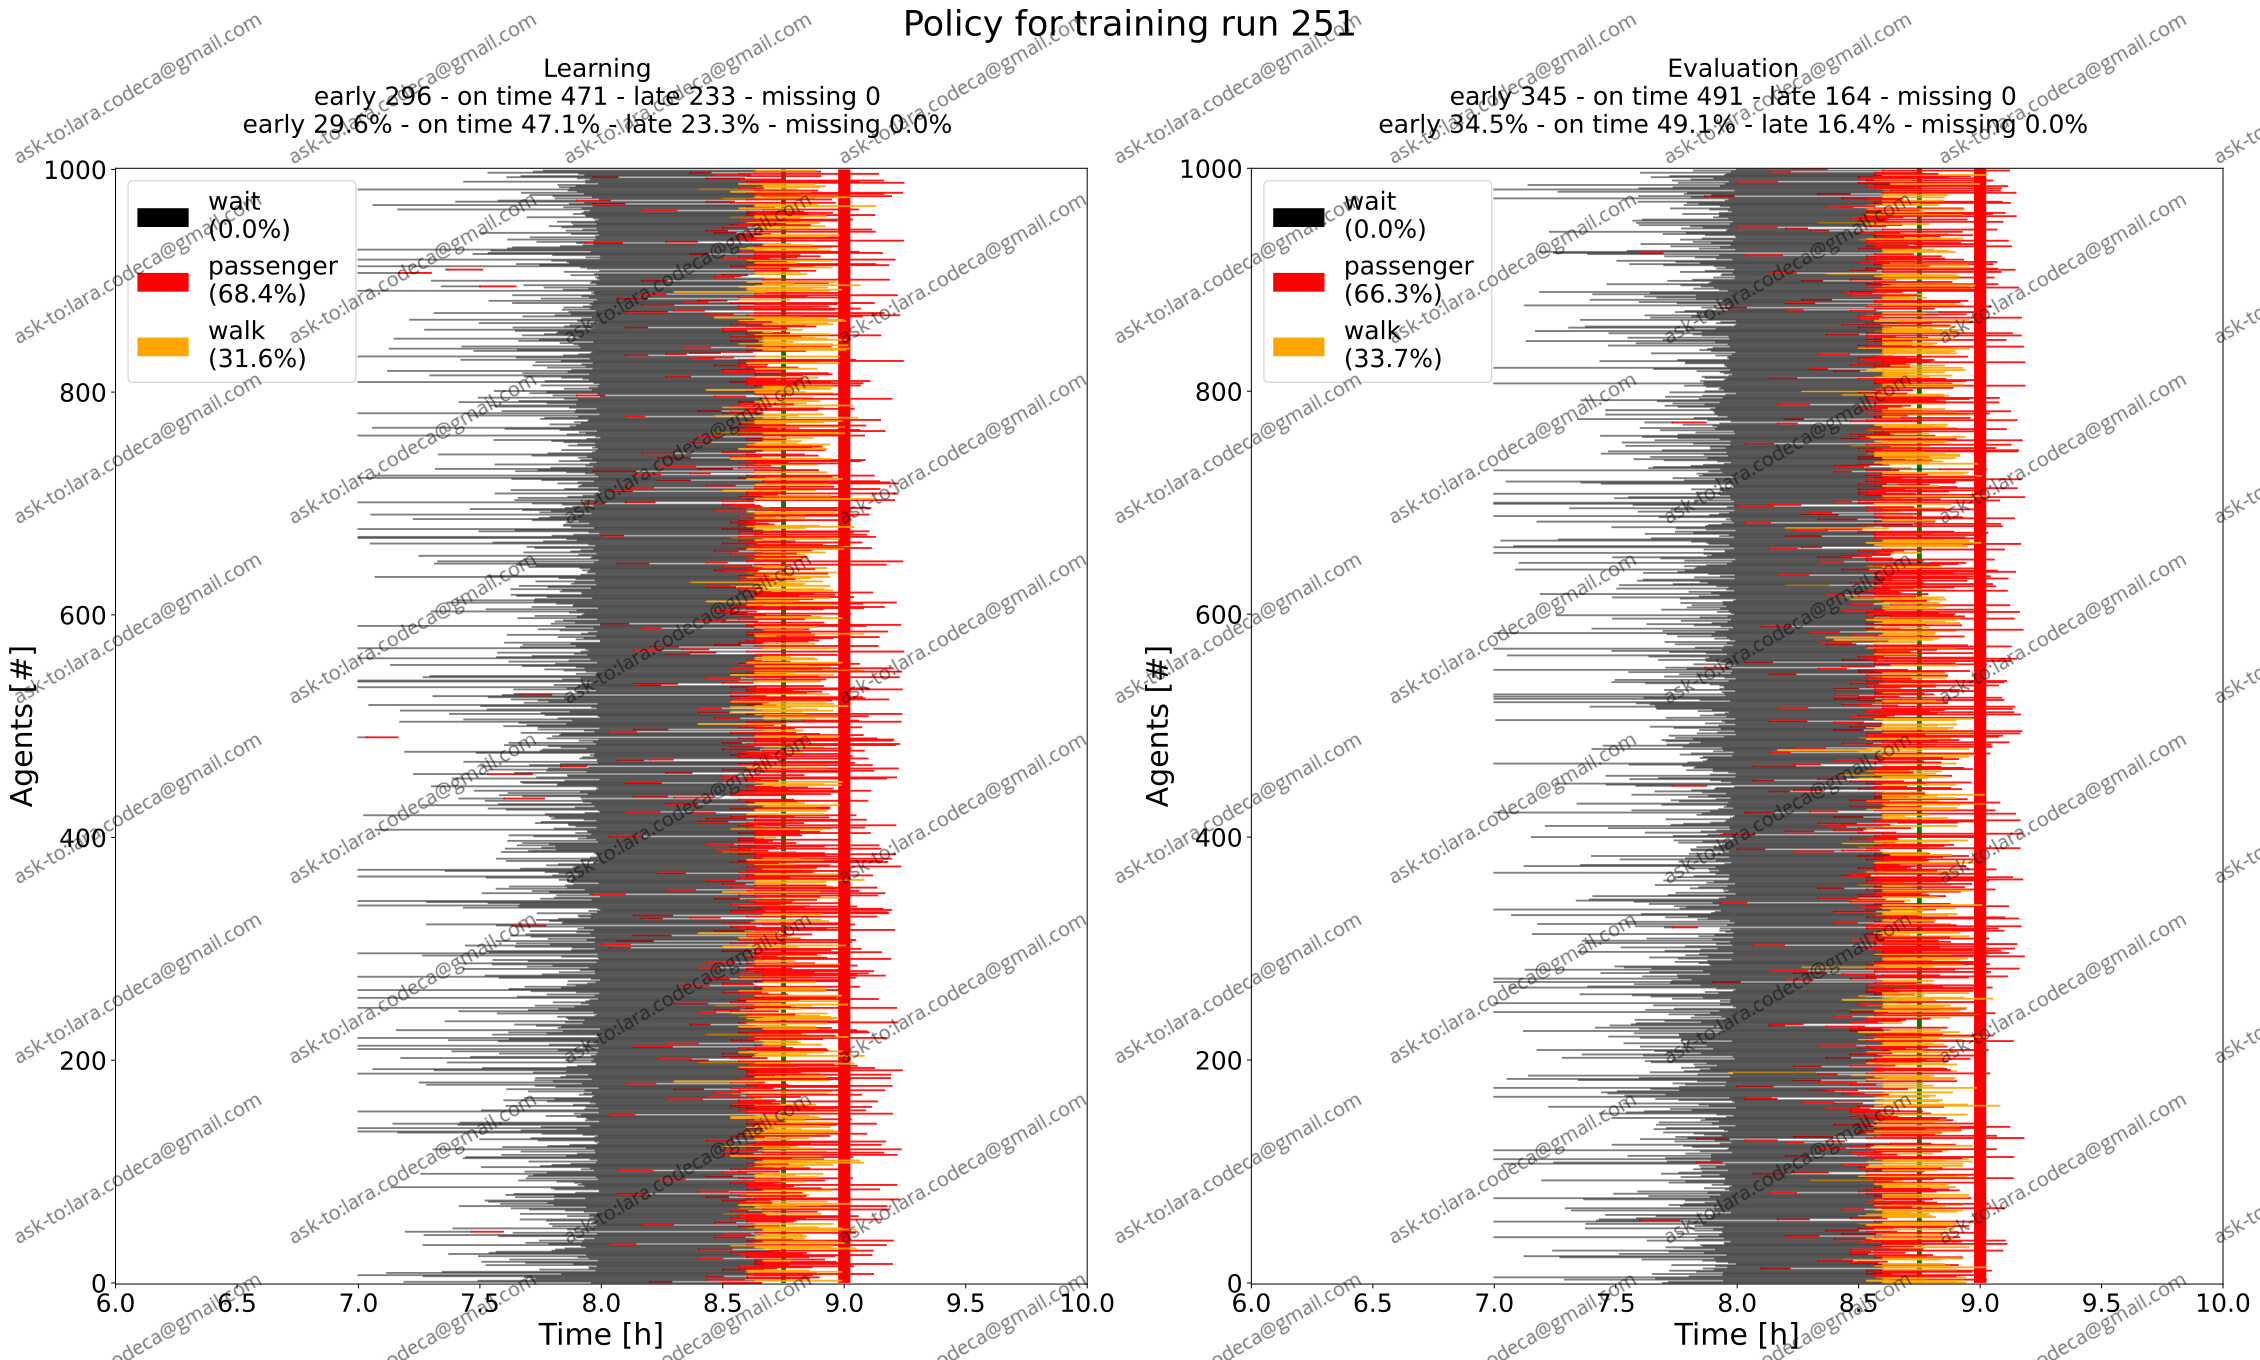 Policy for training run 251
Learning
early 296 - on time 471 - late 233 - missing 0
early 29.6% - on time 47.1% - late 23.3% - missing 0.0%
Evaluation
early 345 - on time 491 - late 164 - missing 0
early 34.5% - on time 49.1% - late 16.4% - missing 0.0%
wait
(0.0%)
passenger
(68.4%)
walk
(31.6%)
wait
(0.0%)
passenger
(66.3%)
walk
(33.7%)
Agents [#]
1000
800
600
400
200
0
6.0 6.5 7.0 7.5 8.0 8.5 9.0 9.5 10.0
Time [h]
Agents [#]
1000
800
600
400
200
0
6.0 6.5 7.0 7.5 8.0 8.5 9.0 9.5 10.0
Time [h]
ask-to:lara.codeca@gmail.com